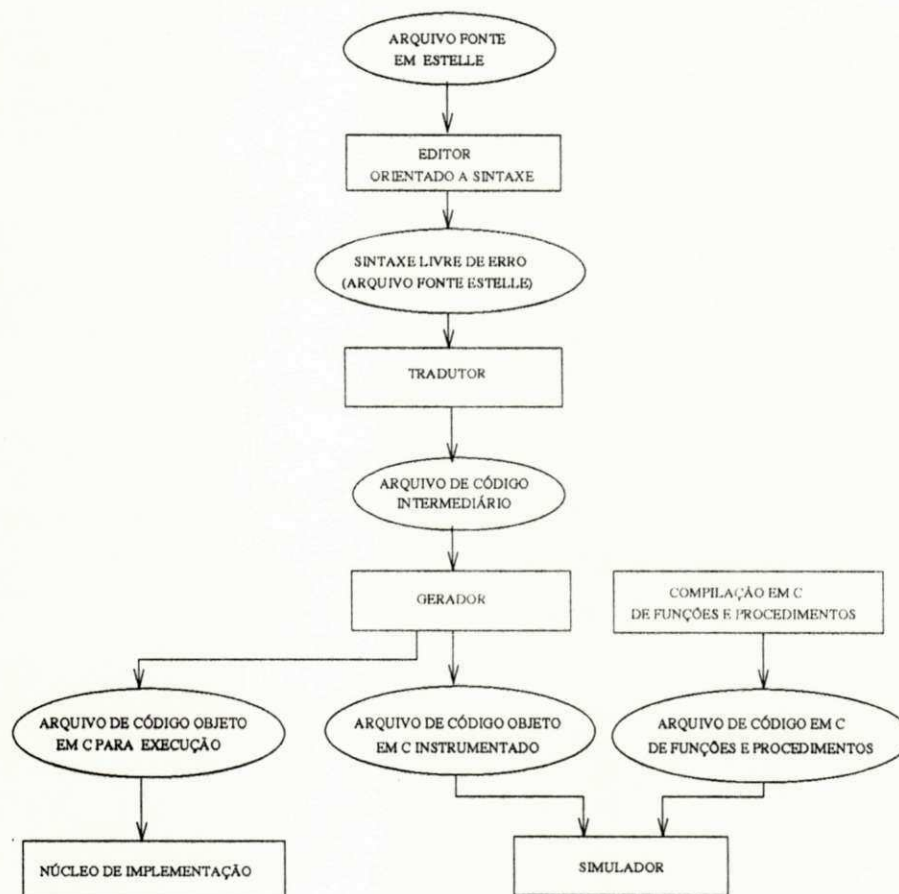 ARQUIVO FONTE
EM ESTELLE
EDITOR
ORIENTADO A SINTAXE
SINTAXE LIVRE DE ERRO
(ARQUIVO FONTE ESTELLE)
TRADUTOR
ARQUIVO DE CÓDIGO
INTERMEDIÁRIO
GERADOR
COMPILAÇÃO EM C
DE FUNÇÕES E PROCEDIMENTOS
ARQUIVO DE CÓDIGO OBJETO
EM C PARA EXECUÇÃO
ARQUIVO DE CÓDIGO OBJETO
EM C INSTRUMENTADO
ARQUIVO DE CÓDIGO EM C
DE FUNÇÕES E PROCEDIMENTOS
NÚCLEO DE IMPLEMENTAÇÃO
SIMULADOR